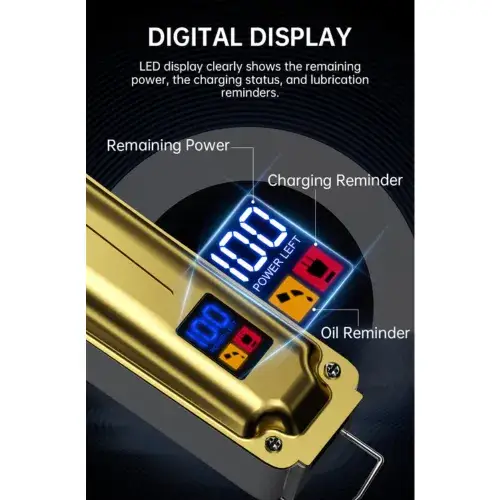 DIGITAL DISPLAY
LED display clearly shows the remaining
power, the charging status, and lubrication
reminders.
Remaining Power
Charging Reminder
100
POWER LEFT
Oil Reminder
100